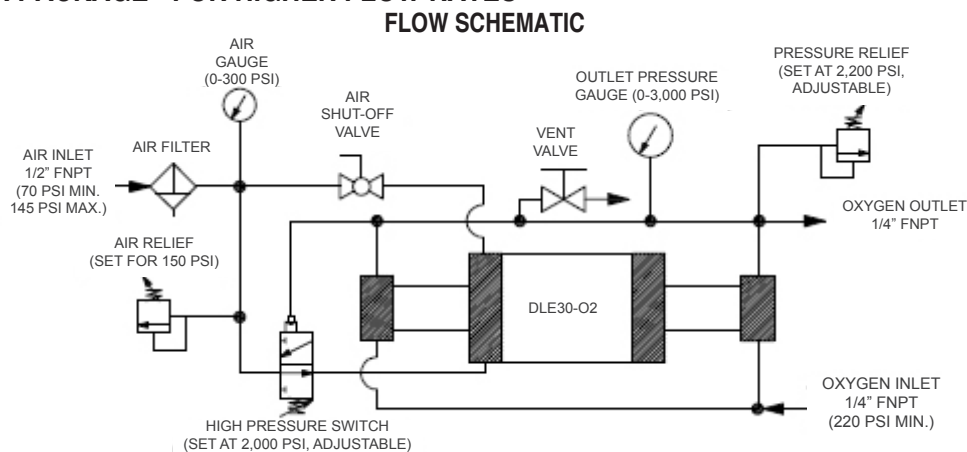 FLOW SCHEMATIC
AIR
GAUGE
(0-300 PSI)
AIR
SHUT-OFF
VALVE
OUTLET PRESSURE
GAUGE (0-3,000 PSI)
PRESSURE RELIEF
(SET AT 2,200 PSI,
ADJUSTABLE)
VENT
VALVE
AIR INLET
1/2” FNPT
(70 PSI MIN.
145 PSI MAX.)
AIR FILTER
OXYGEN OUTLET
1/4” FNPT
AIR RELIEF
(SET FOR 150 PSI)
DLE30-O2
OXYGEN INLET
1/4” FNPT
(220 PSI MIN.)
HIGH PRESSURE SWITCH
(SET AT 2,000 PSI, ADJUSTABLE)